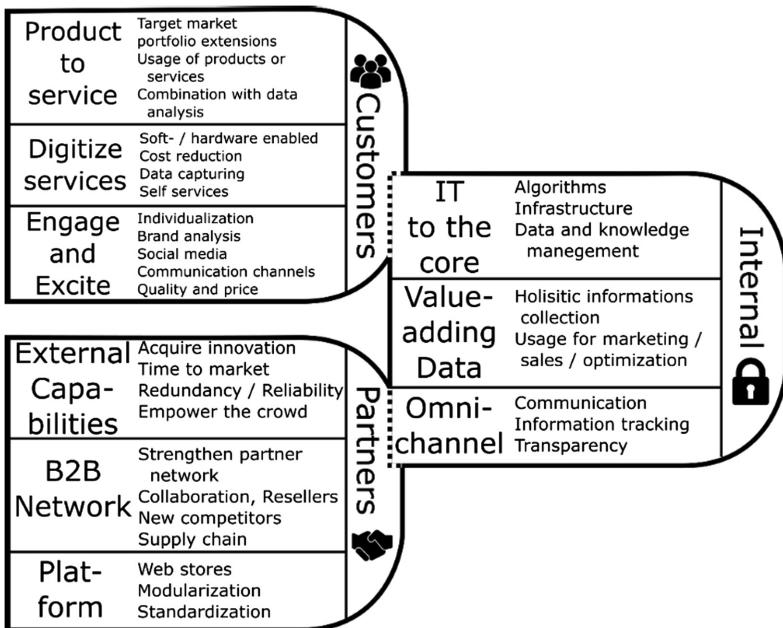 Product
to
service
Target market
portfolio extensions
Usage of products or
services
Combination with data
analysis
Digitize
services
Soft- / hardware enabled
Cost reduction
Data capturing
Self services
Engage
and
Excite
Individualization
Brand analysis
Social media
Communication channels
Quality and price
Customers
External
Capa-
bilities
Acquire innovation
Time to market
Redundancy / Reliability
Empower the crowd
B2B
Network
Strengthen partner
network
Collaboration, Resellers
New competitors
Supply chain
Plat-
form
Web stores
Modularization
Standardization
Partners
IT
to the
core
Algorithms
Infrastructure
Data and knowledge
manegement
Value-
adding
Data
Holisitic informations
collection
Usage for marketing /
sales / optimization
Omni-
channel
Communication
Information tracking
Transparency
Internal